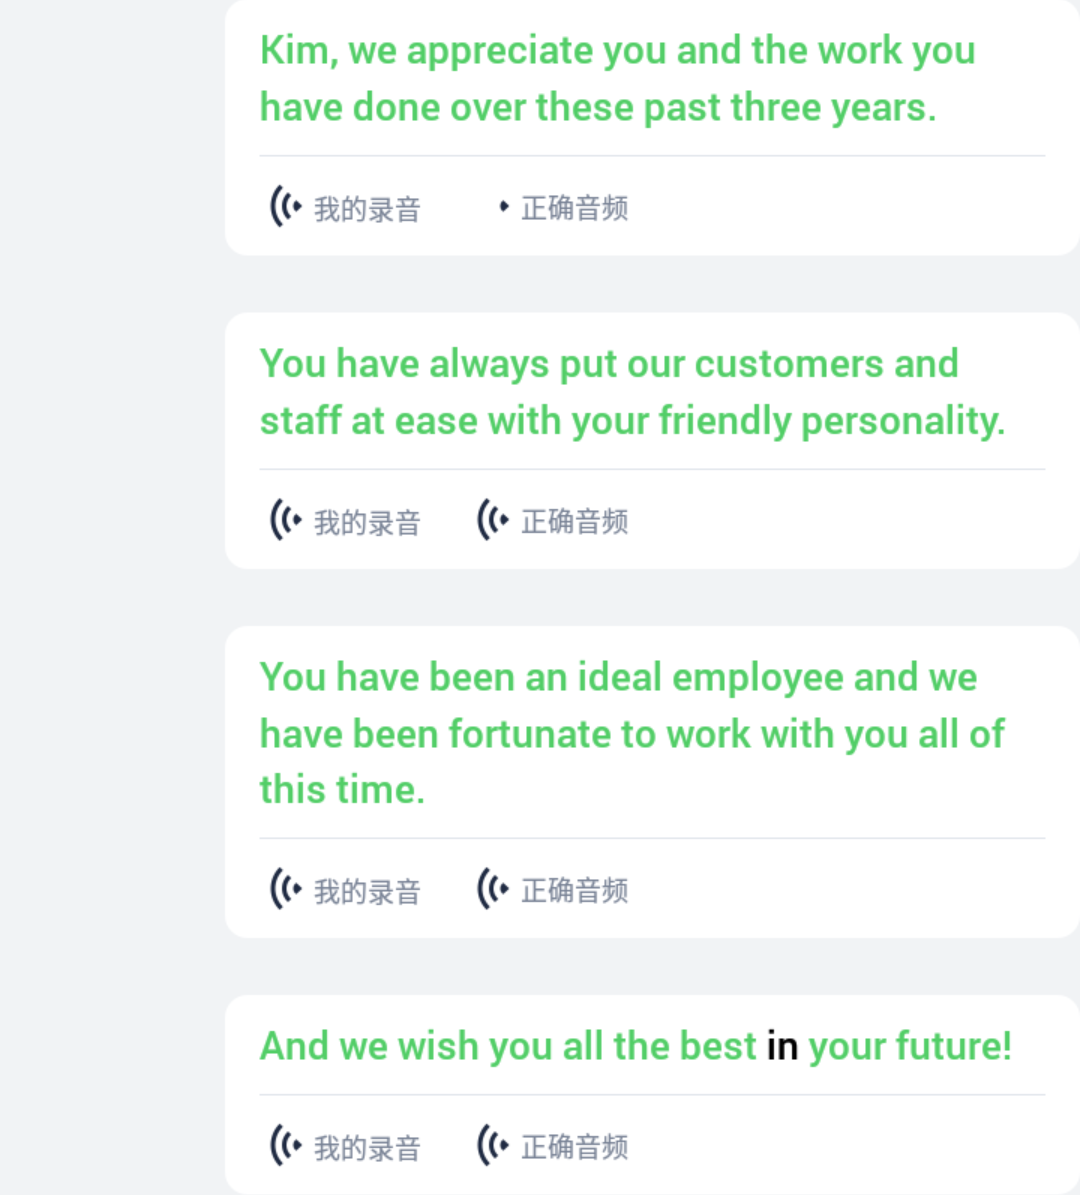 Kim, we appreciate you and the work you
have done over these past three years.
我的录音 正确音频
You have always put our customers and
staff at ease with your friendly personality.
我的录音 正确音频
You have been an ideal employee and we
have been fortunate to work with you all of
this time.
我的录音 正确音频
And we wish you all the best in your future!
我的录音 正确音频